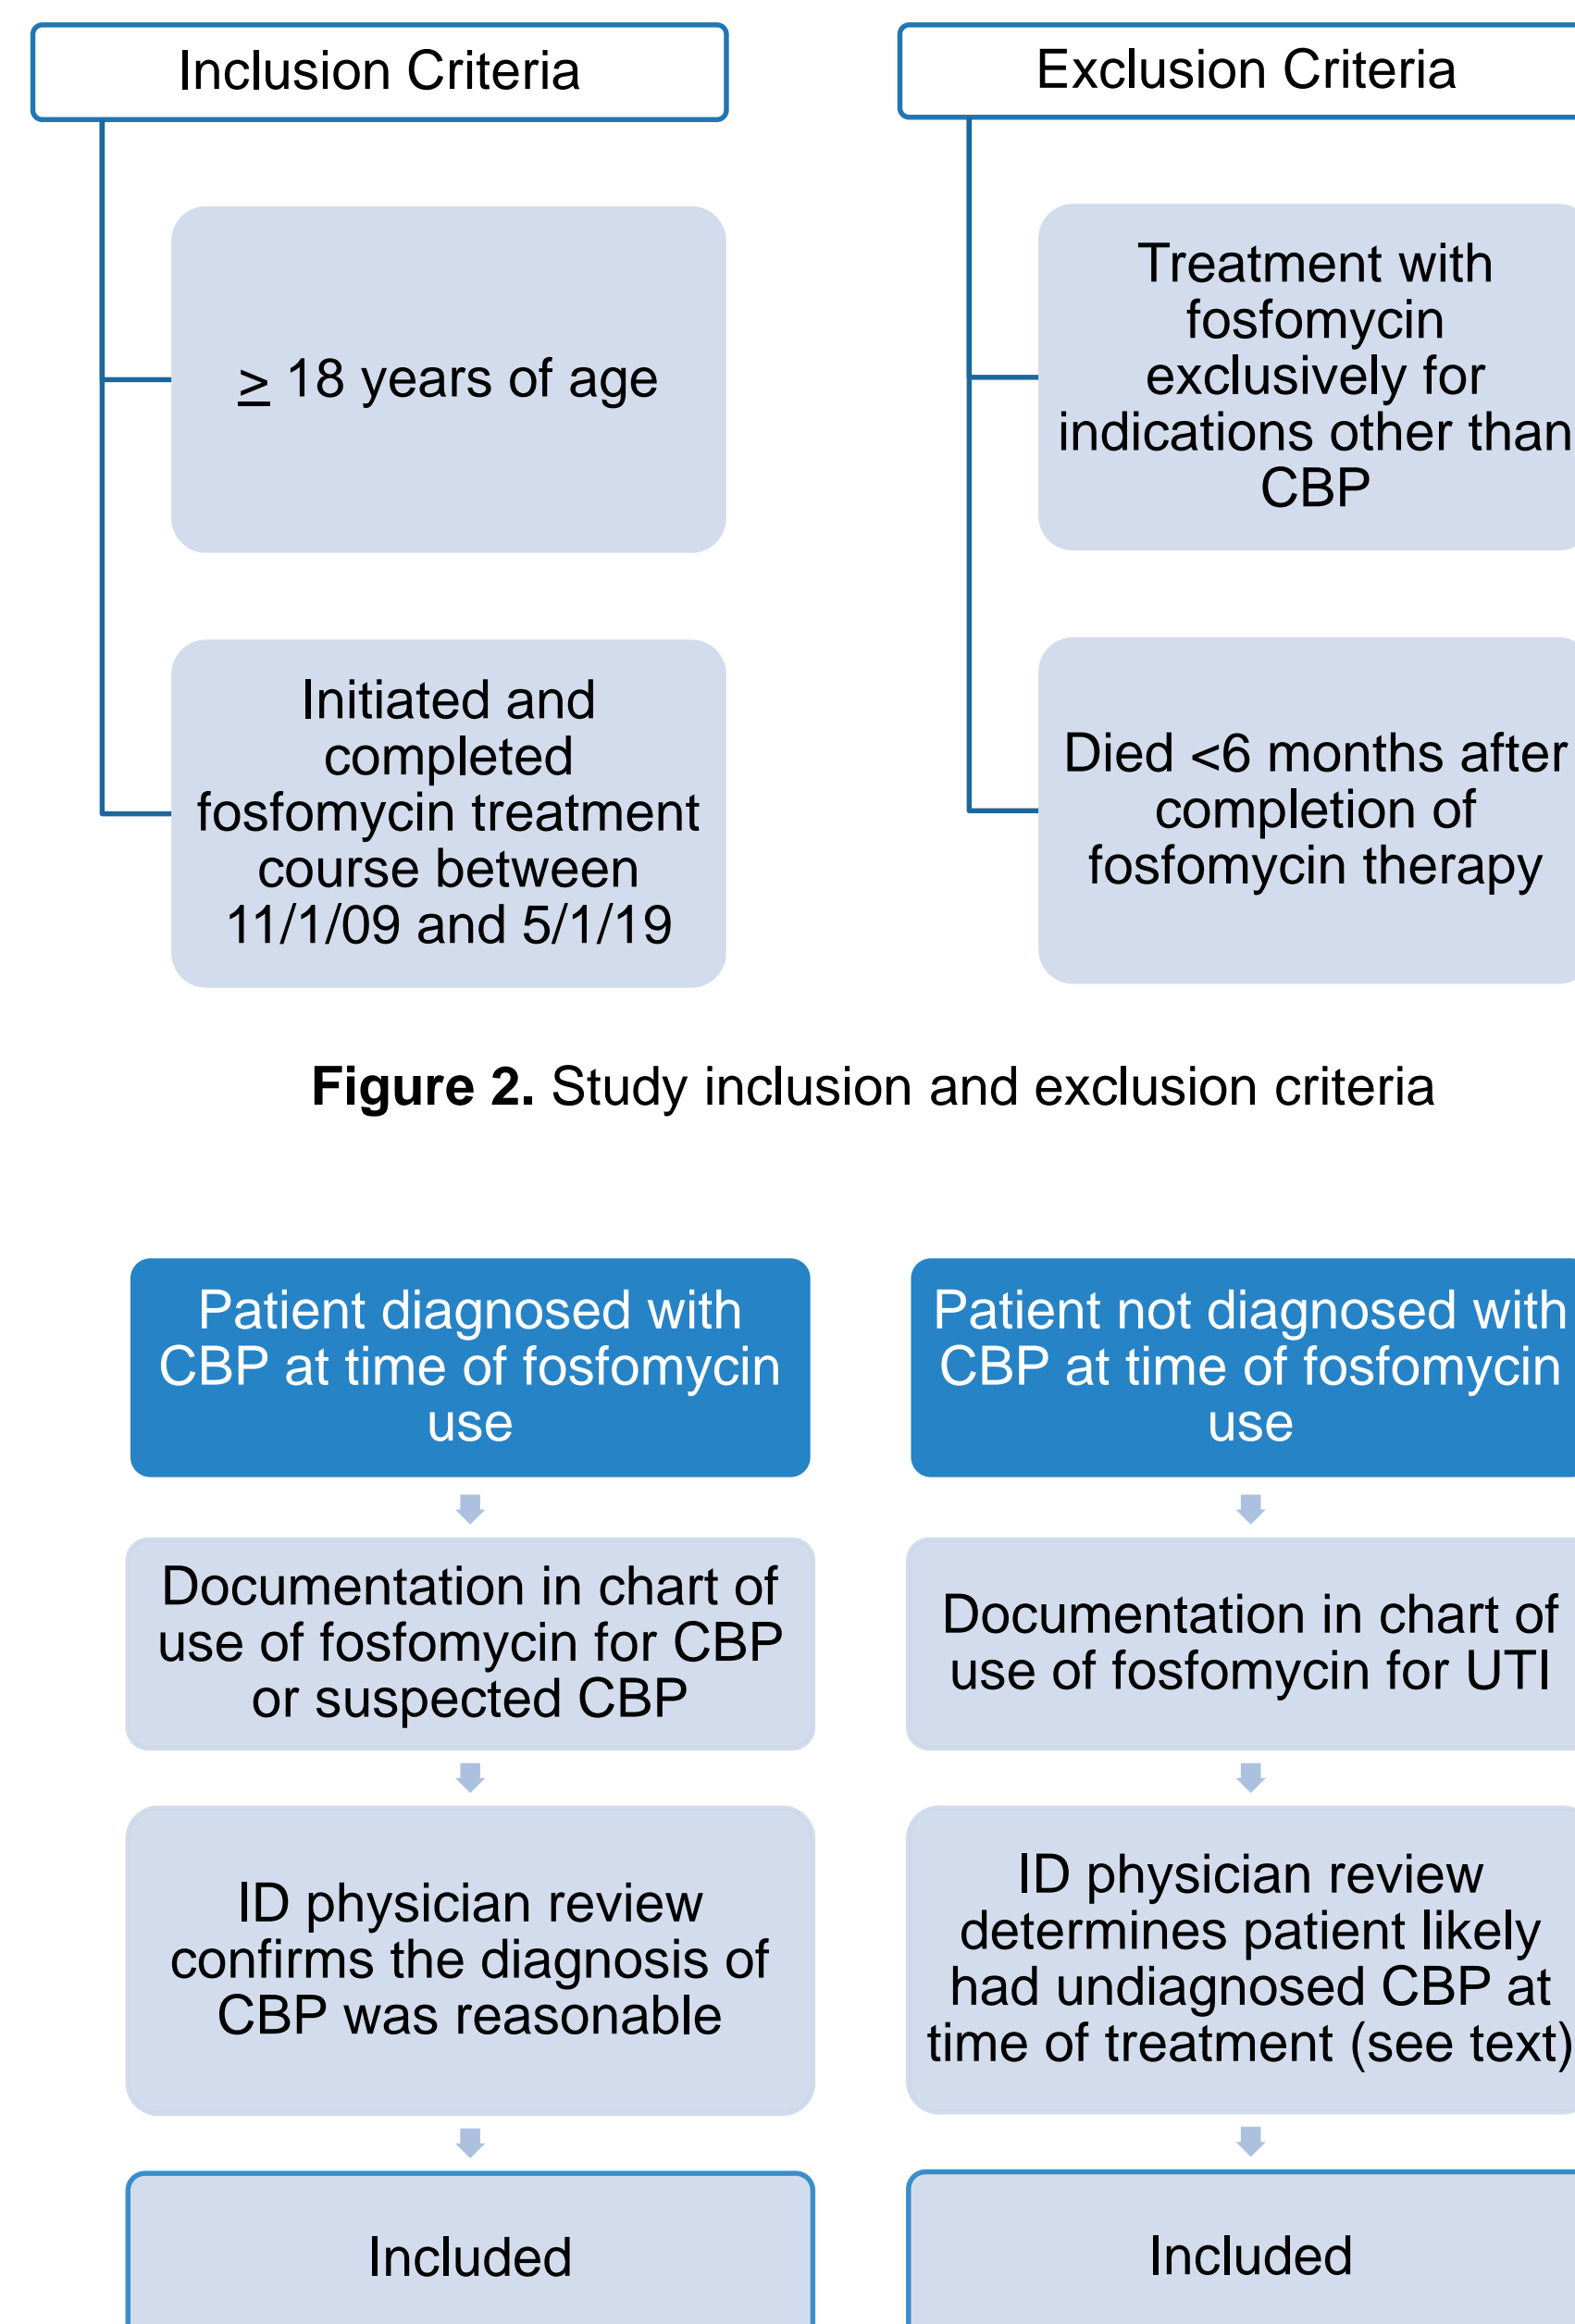 Inclusion Criteria
≥ 18 years of age
Initiated and
completed
fosfomycin treatment
course between
11/1/09 and 5/1/19
Exclusion Criteria
Treatment with
fosfomycin
exclusively for
indications other than
CBP
Died <6 months after
completion of
fosfomycin therapy
Figure 2. Study inclusion and exclusion criteria
Patient diagnosed with
CBP at time of fosfomycin
use
Documentation in chart of
use of fosfomycin for CBP
or suspected CBP
ID physician review
confirms the diagnosis of
CBP was reasonable
Included
Patient not diagnosed with
CBP at time of fosfomycin
use
Documentation in chart of
use of fosfomycin for UTI
ID physician review
determines patient likely
had undiagnosed CBP at
time of treatment (see text)
Included